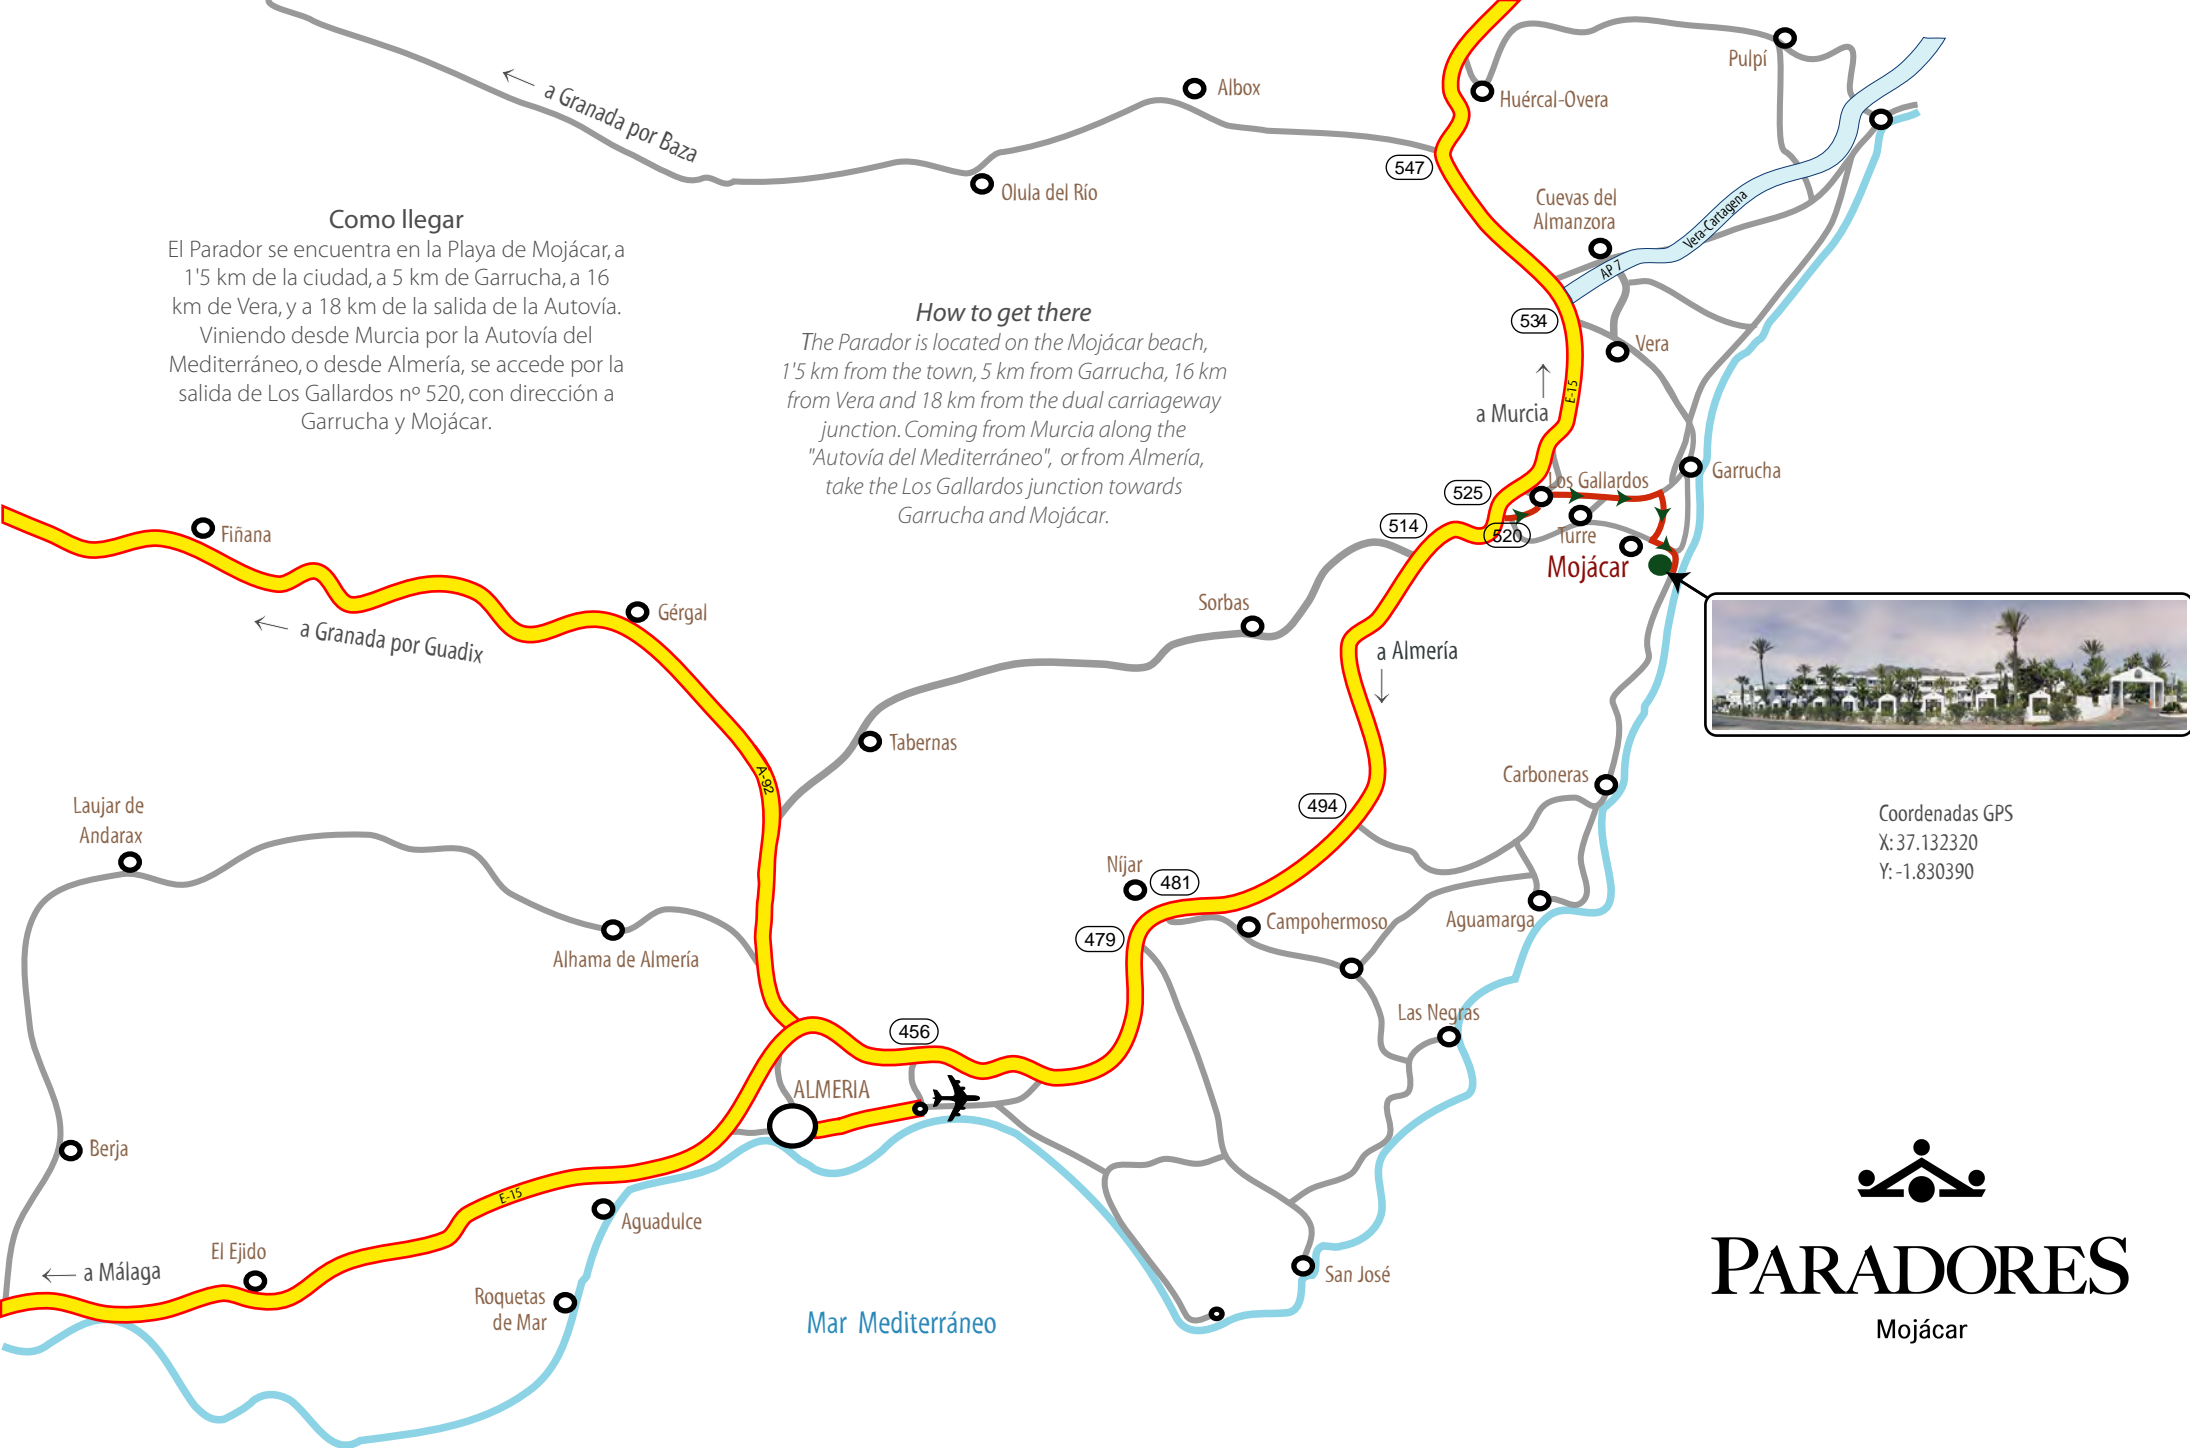 Pulpí
a Granada por Baza
Albox
Huércal-Overa
547
Olula del Río
Cuevas del
Almanzora
Vera-Cartagena
AP 7
Como llegar
El Parador se encuentra en la Playa de Mojácar, a
1'5 km de la ciudad, a 5 km de Garrucha, a 16
km de Vera, y a 18 km de la salida de la Autovía.
Viniendo desde Murcia por la Autovía del
Mediterráneo, o desde Almería, se accede por la
salida de Los Gallardos nº 520, con dirección a
Garrucha y Mojácar.
How to get there
The Parador is located on the Mojácar beach,
1'5 km from the town, 5 km from Garrucha, 16 km
from Vera and 18 km from the dual carriageway
junction. Coming from Murcia along the
"Autovía del Mediterráneo", or from Almería,
take the Los Gallardos junction towards
Garrucha and Mojácar.
534
Vera
E-15
a Murcia
Los Gallardos
Garrucha
525
514
520
Turre
Mojácar
Fiñana
Gérgal
a Granada por Guadix
Sorbas
a Almería
Tabernas
A-92
Carboneras
494
Laujar de
Andarax
Coordenadas GPS
X: 37.132320
Y: -1.830390
Níjar
481
Campohermoso
Aguamarga
479
Alhama de Almería
Las Negras
456
ALMERIA
Berja
E-15
Aguadulce
El Ejido
a Málaga
San José
Roquetas
de Mar
Mar Mediterráneo
PARADORES
Mojácar